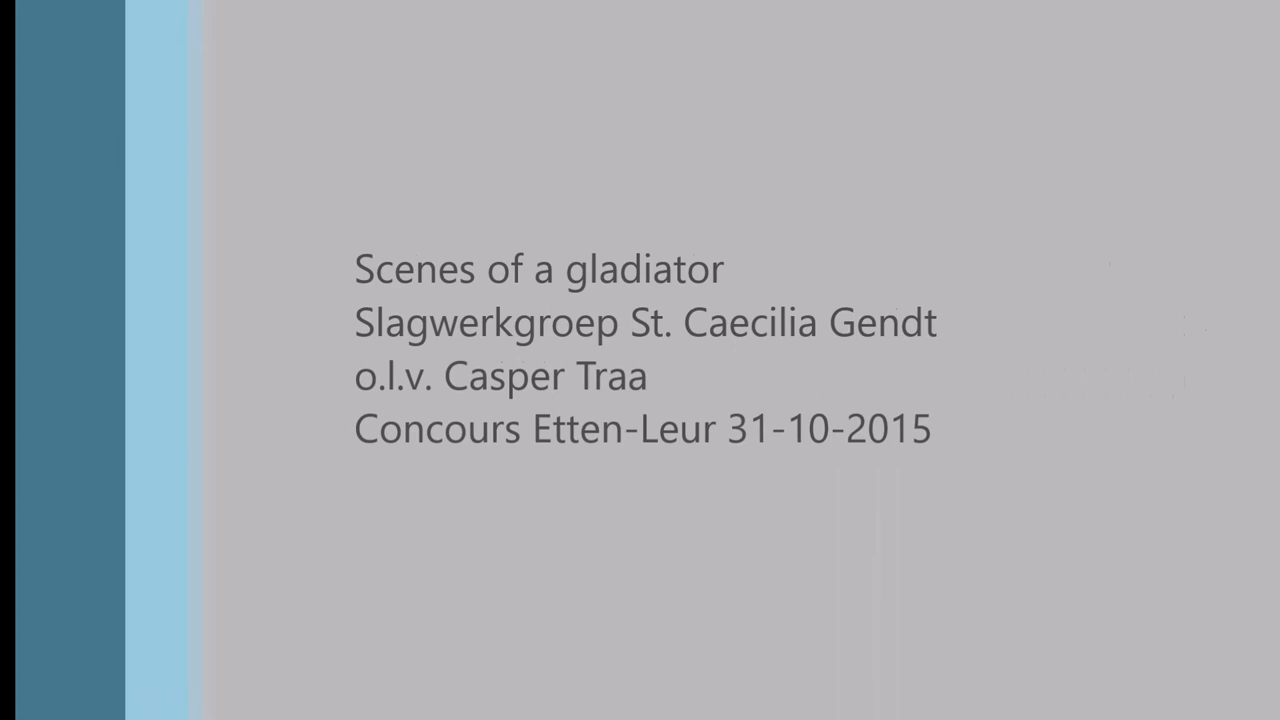 Scenes of a gladiator
Slagwerkgroep St. Caecilia Gendt
o.l.v. Casper Traa
Concours Etten-Leur 31-10-2015